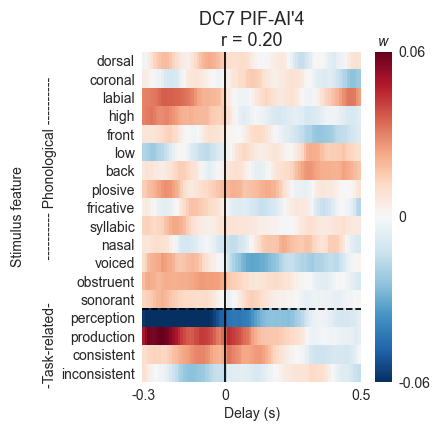 DC7 PIF-AI'4
r = 0.20
w
dorsal
coronal
labial
high
front
low
back
plosive
fricative
syllabic
nasal
voiced
obstruent
sonorant
perception
production
consistent
inconsistent
Stimulus feature
---------- Phonological ----------
-Task-related-
0.06
0
-0.06
-0.3 0 0.5
Delay (s)